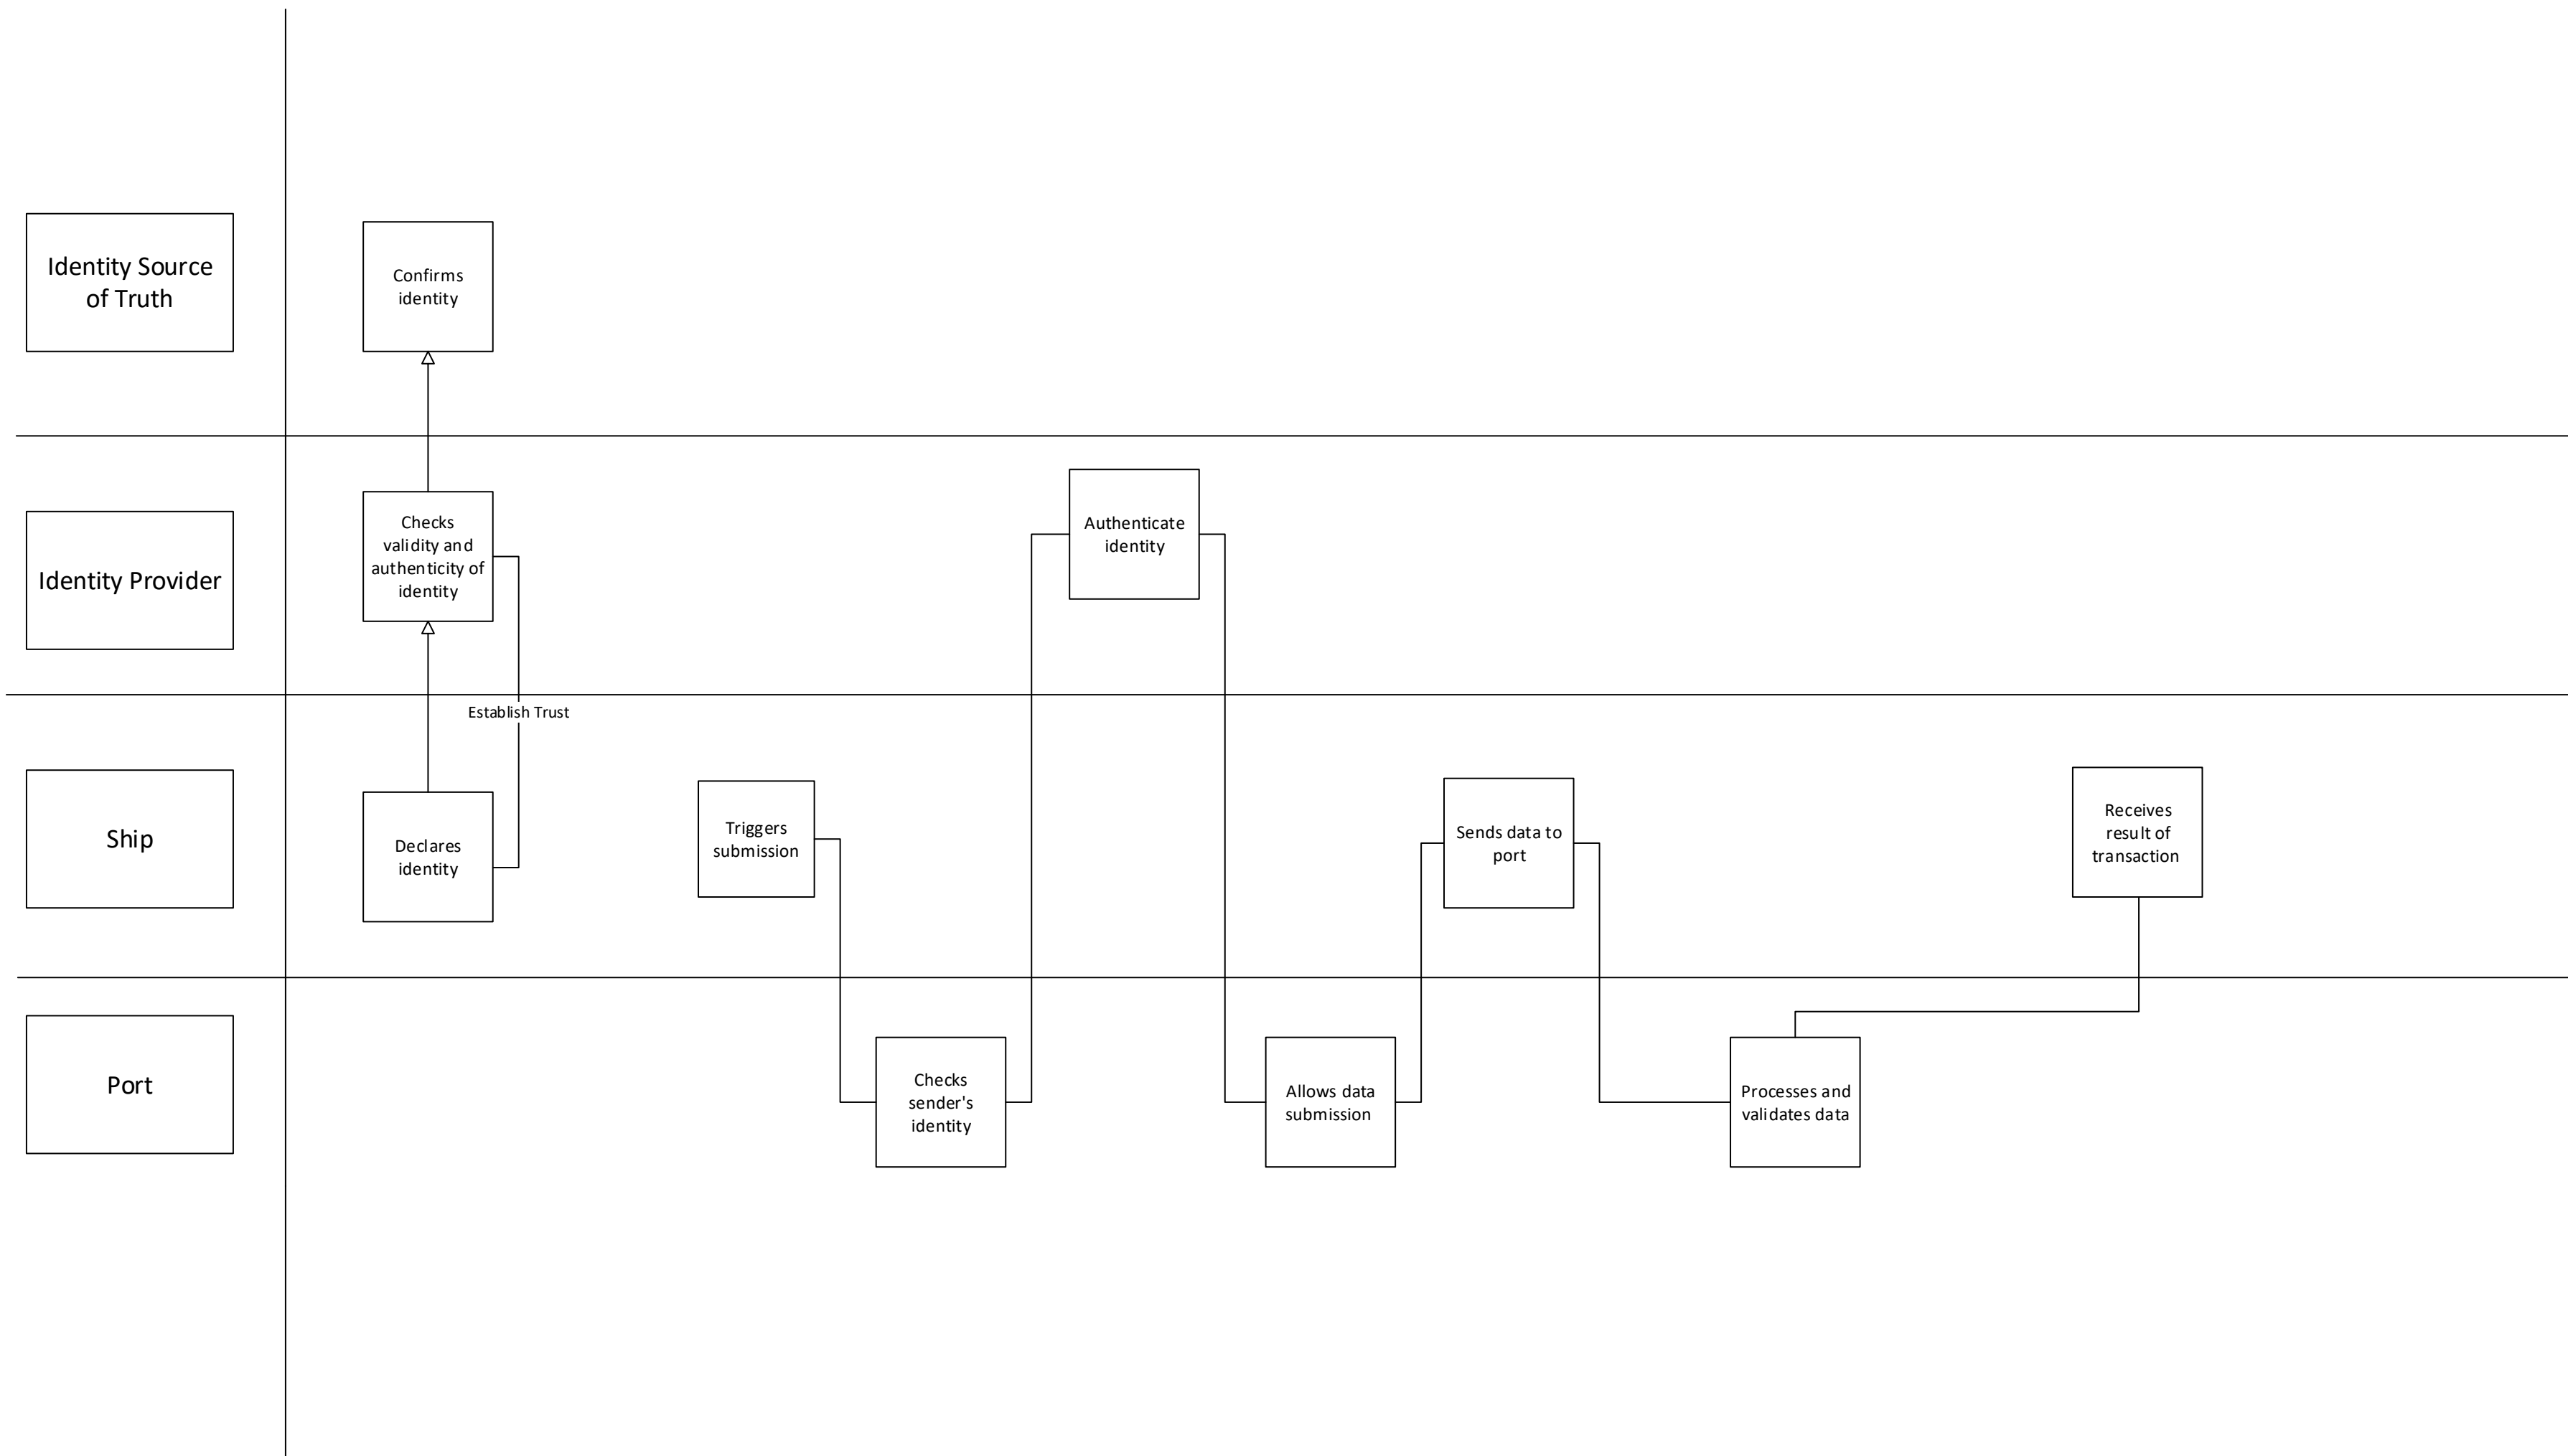 Identity Source
of Truth
Confirms
identity
Identity Provider
Checks
validity and
authenticity of
identity
Authenticate
identity
Establish Trust
Ship
Declares
identity
Triggers
submission
Sends data to
port
Receives
result of
transaction
Port
Checks
sender's
identity
Allows data
submission
Processes and
validates data